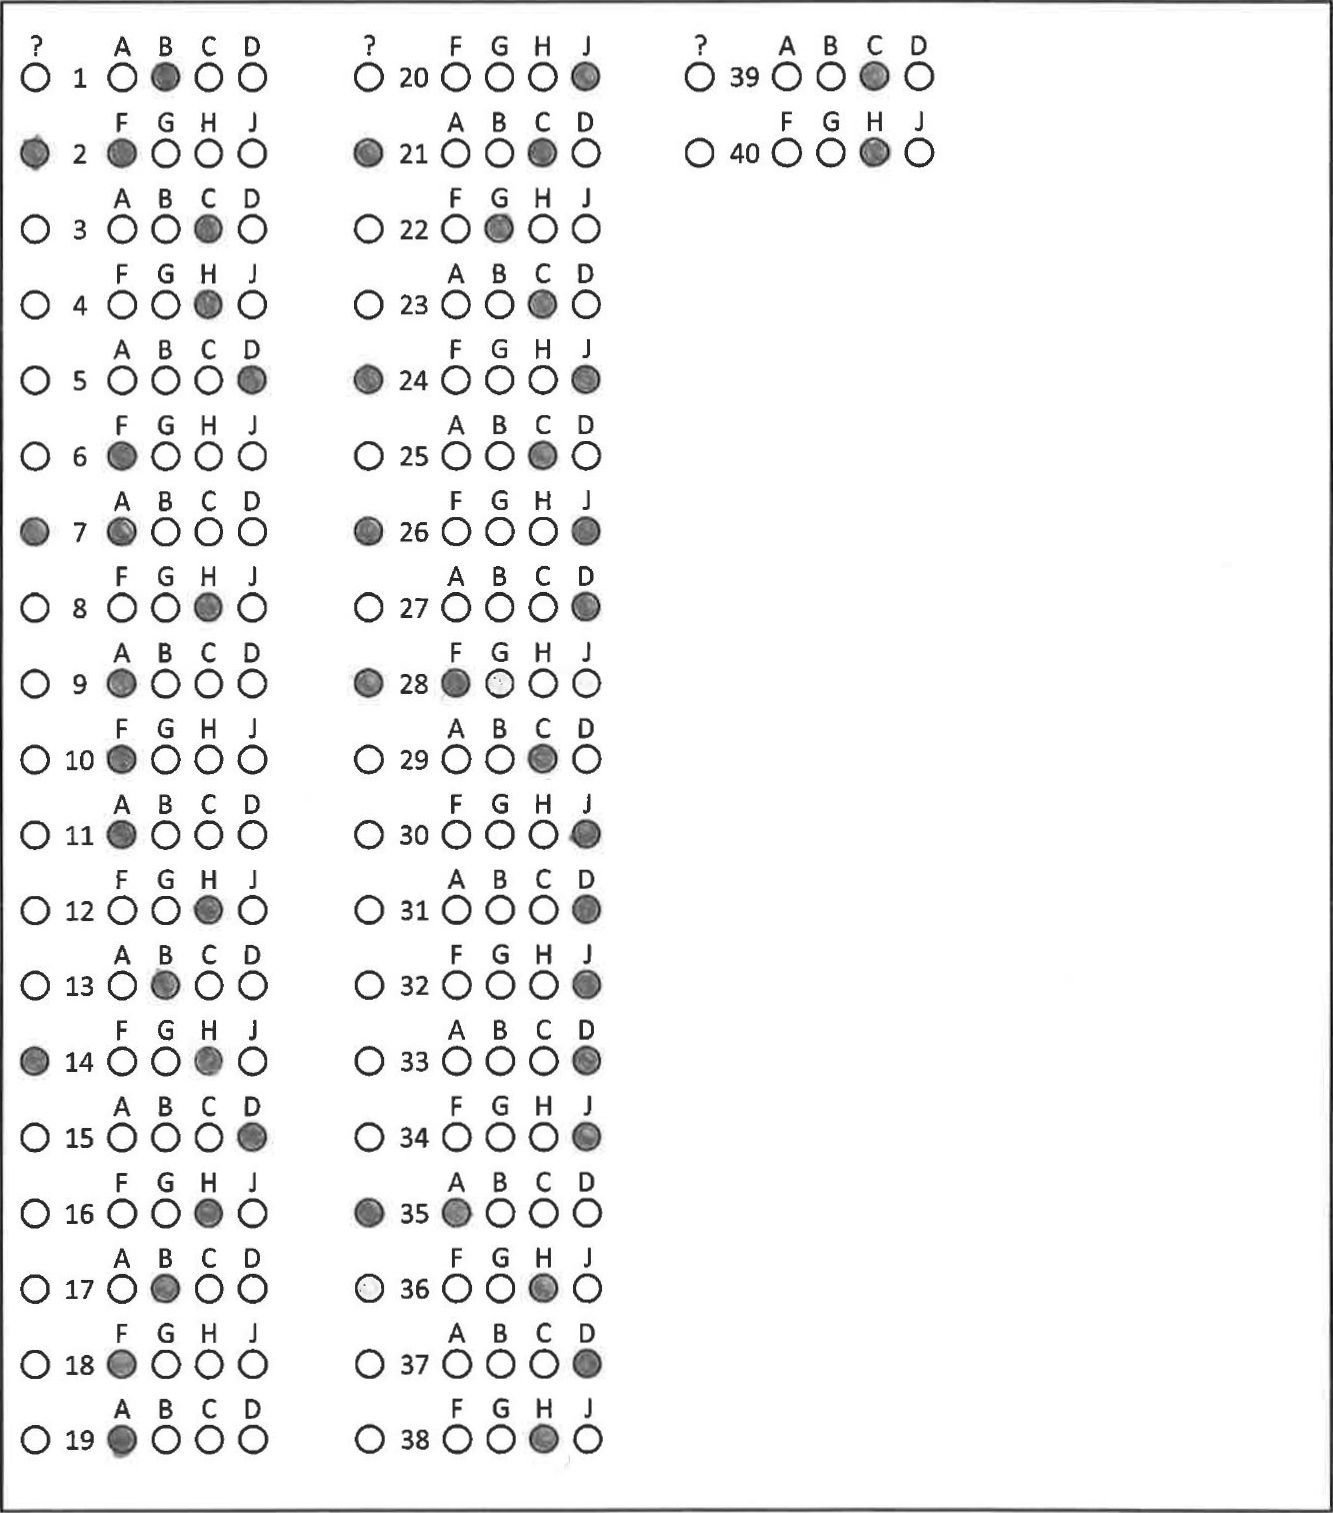 ? A B C D
1
F G H J
2
A B C D
3
F G H J
4
A B C D
5
F G H J
6
A B C D
7
F G H J
8
A B C D
9
F G H J
10
A B C D
11
F G H J
12
A B C D
13
F G H J
14
A B C D
15
F G H J
16
A B C D
17
F G H J
18
A B C D
19
? F G H J
20
A B C D
21
F G H J
22
A B C D
23
F G H J
24
A B C D
25
F G H J
26
A B C D
27
F G H J
28
A B C D
29
F G H J
30
A B C D
31
F G H J
32
A B C D
33
F G H J
34
A B C D
35
F G H J
36
A B C D
37
F G H J
38
? A B C D
39
F G H J
40